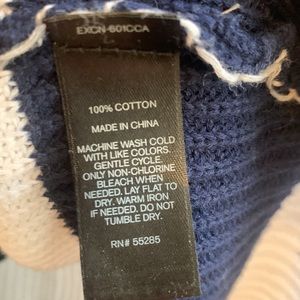 EXCN-601CCA
100% COTTON
MADE IN CHINA
MACHINE WASH COLD
WITH LIKE COLORS.
GENTLE CYCLE.
ONLY NON-CHLORINE
BLEACH WHEN
NEEDED. LAY FLAT TO
DRY. WARM IRON
IF NEEDED. DO NOT
TUMBLE DRY.
RN# 55285